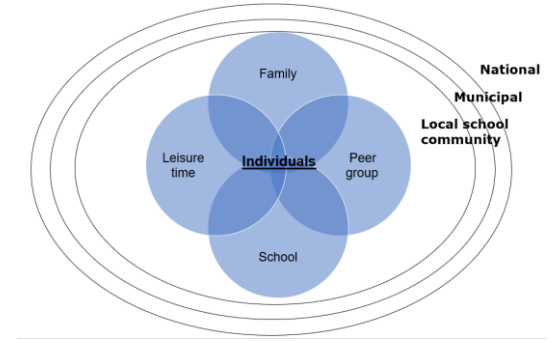 Family
National
Municipal
Local school
community
Leisure
time
Individuals
Peer
group
School